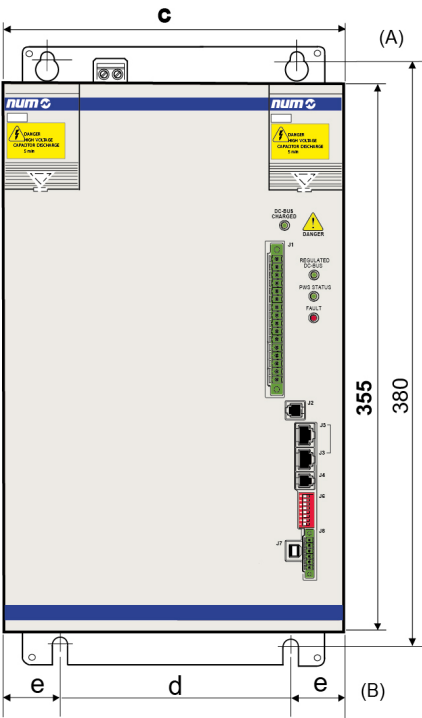 c
(A)
num
num
DANGER
HIGH VOLTAGE
CAPACITOR DISCHARGE
5 min
DANGER
HIGH VOLTAGE
CAPACITOR DISCHARGE
5 min
DC-BUS
CHARGED
DANGER
J1
REGULATED
DC-BUS
PWS STATUS
FAULT
355
380
J2
J5
J3
J4
J6
J8
J7
e
d
e
(B)